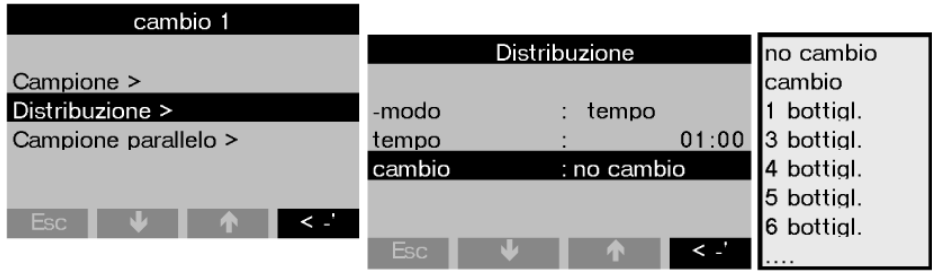 cambio 1
Campione >
Distribuzione >
Campione parallelo >
Esc ↓ ↑ < -'
Distribuzione
-modo : tempo
tempo : 01:00
cambio : no cambio
Esc ↓ ↑ < -'
no cambio
cambio
1 bottigl.
3 bottigl.
4 bottigl.
5 bottigl.
6 bottigl.
....